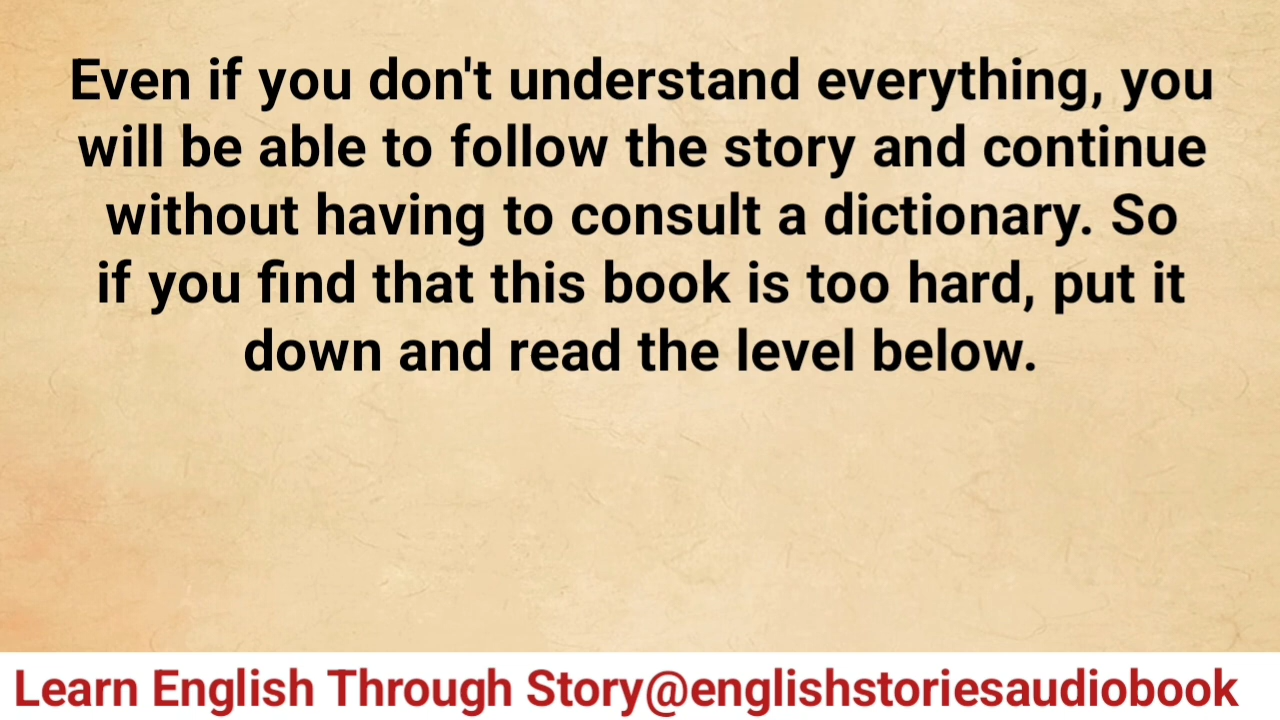 Even if you don't understand everything, you
will be able to follow the story and continue
without having to consult a dictionary. So
if you find that this book is too hard, put it
down and read the level below.
Learn English Through Story@englishstoriesaudiobook